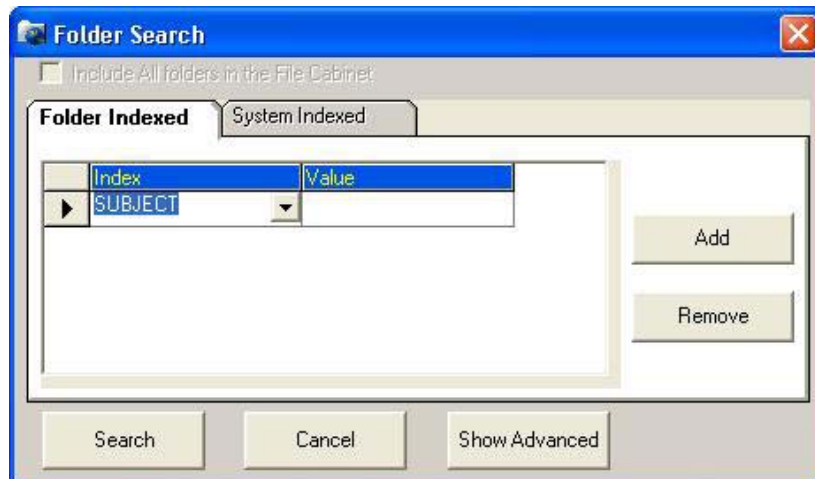 Folder Search
Include All folders in the File Cabinet
Folder Indexed System Indexed
Index Value
SUBJECT
Add
Remove
Search Cancel Show Advanced